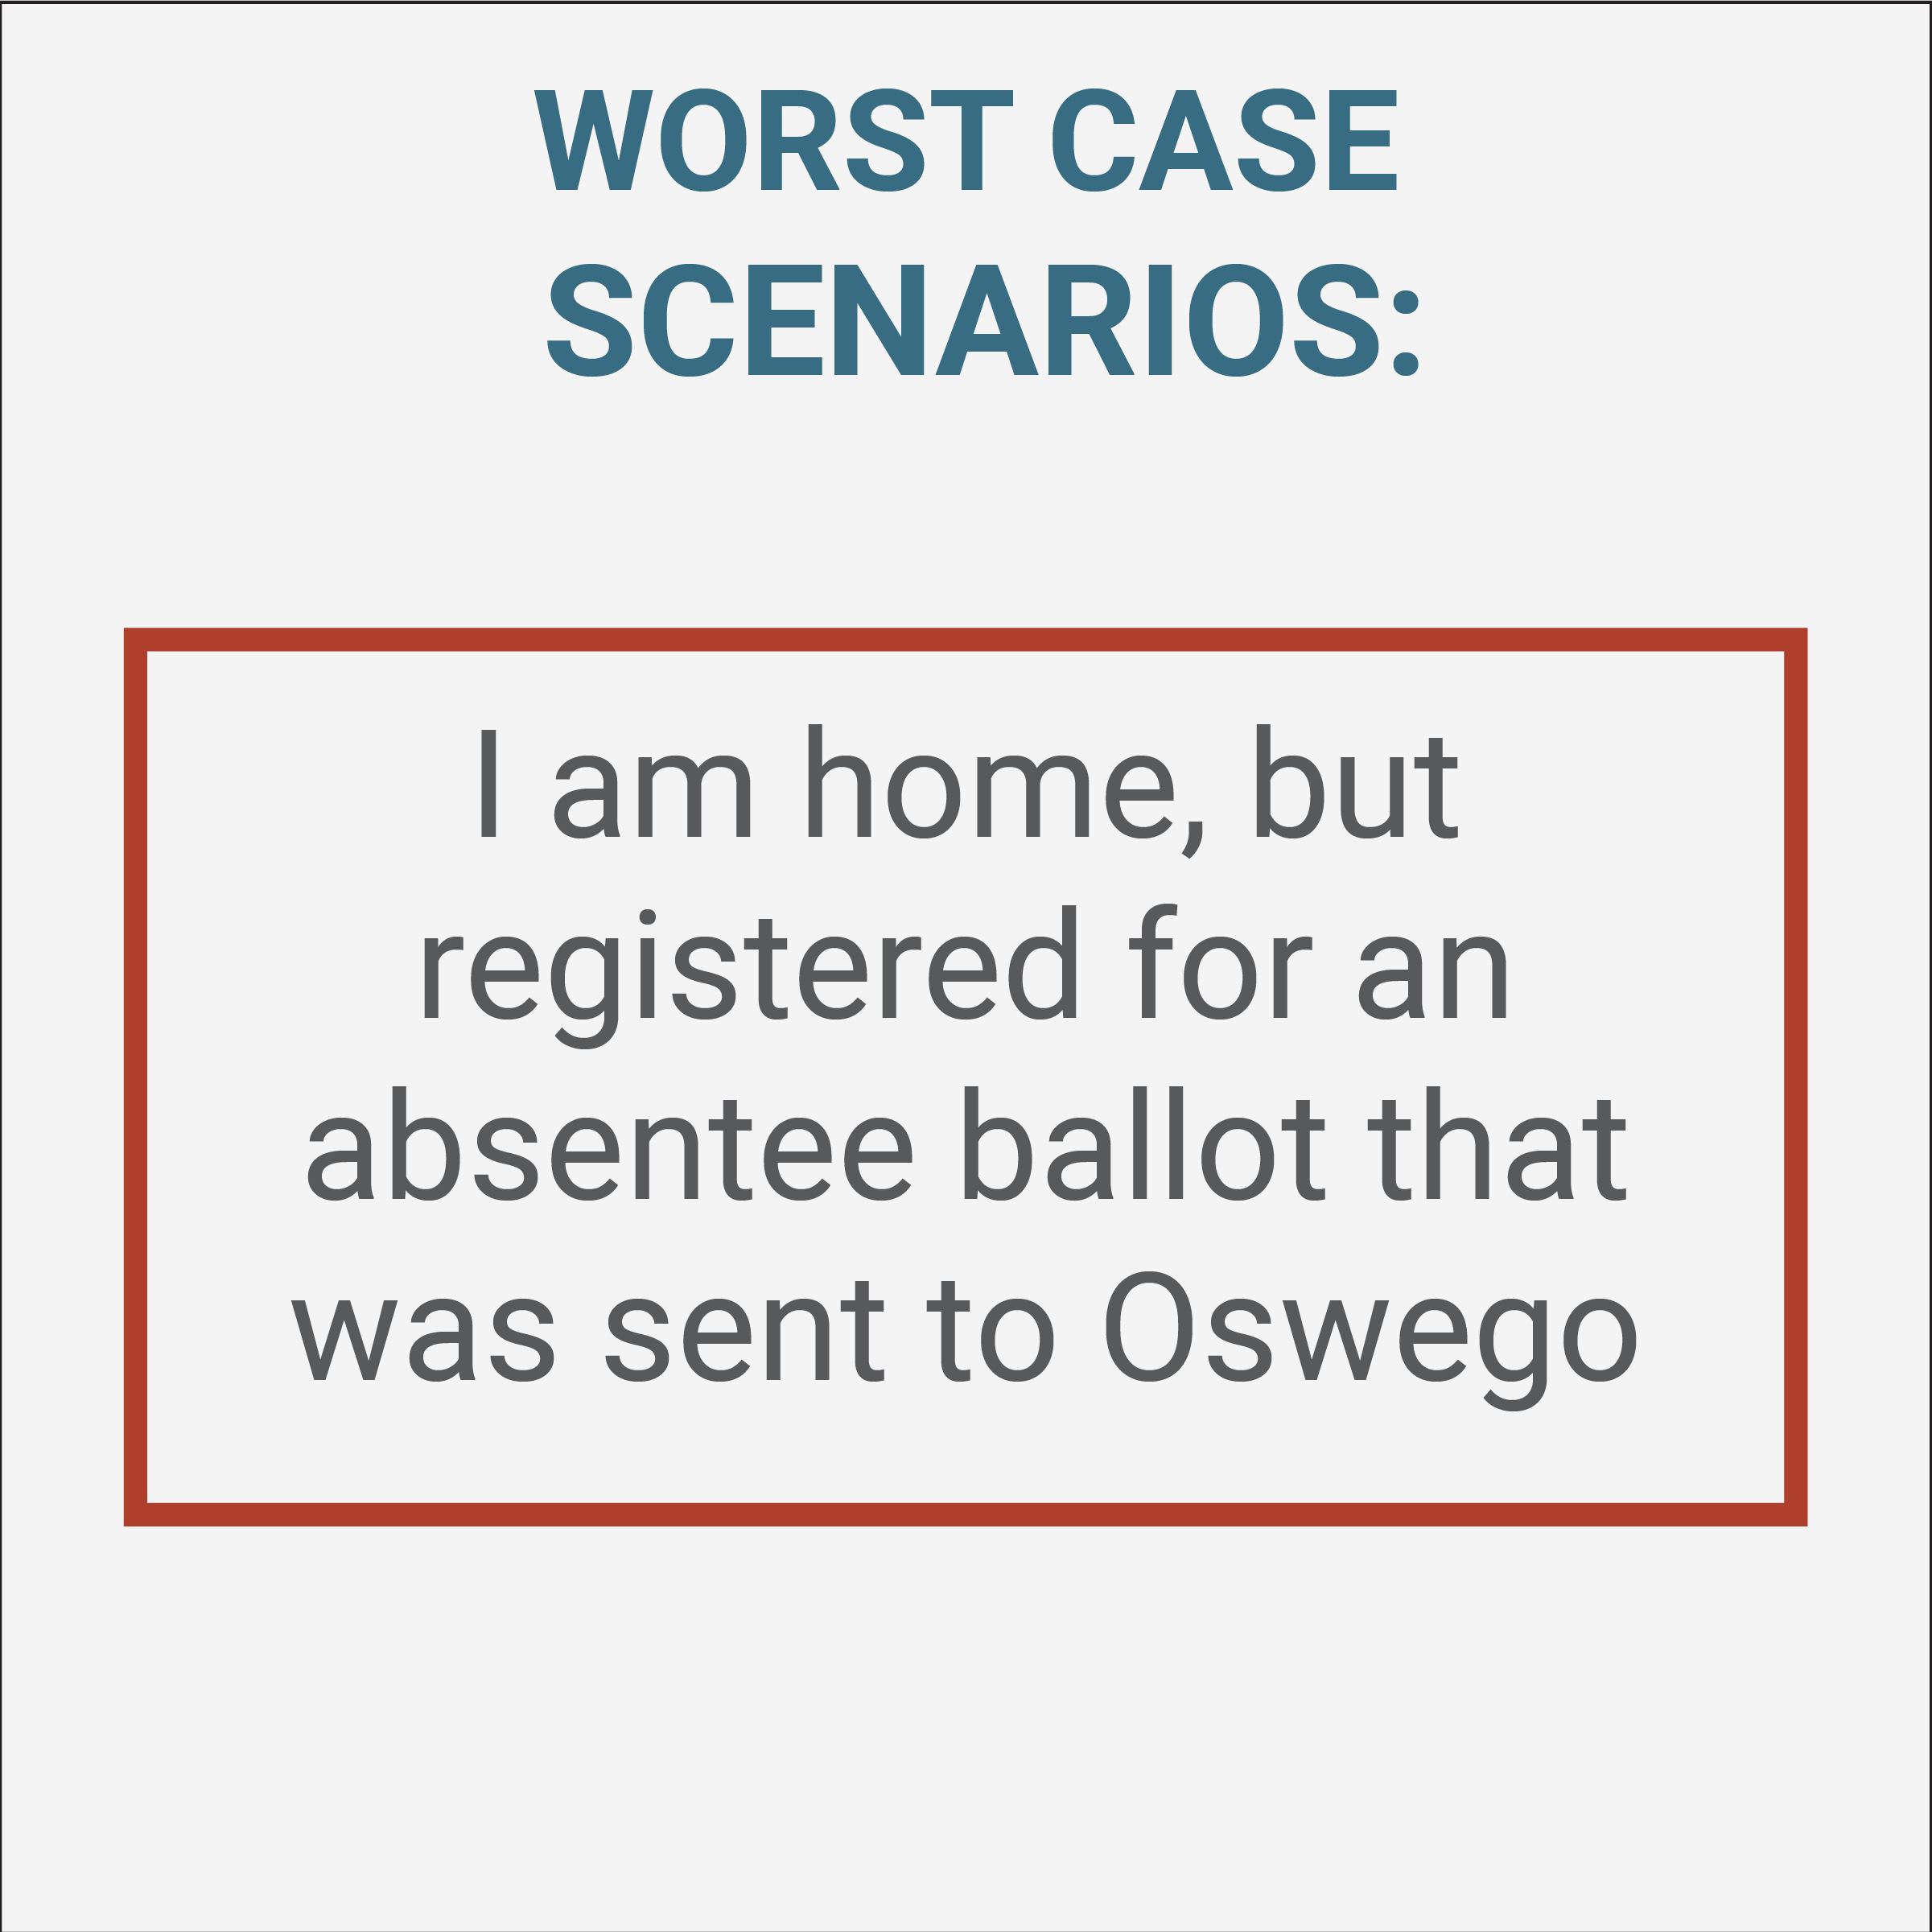 WORST CASE
SCENARIOS:
I am home, but
registered for an
absentee ballot that
was sent to Oswego